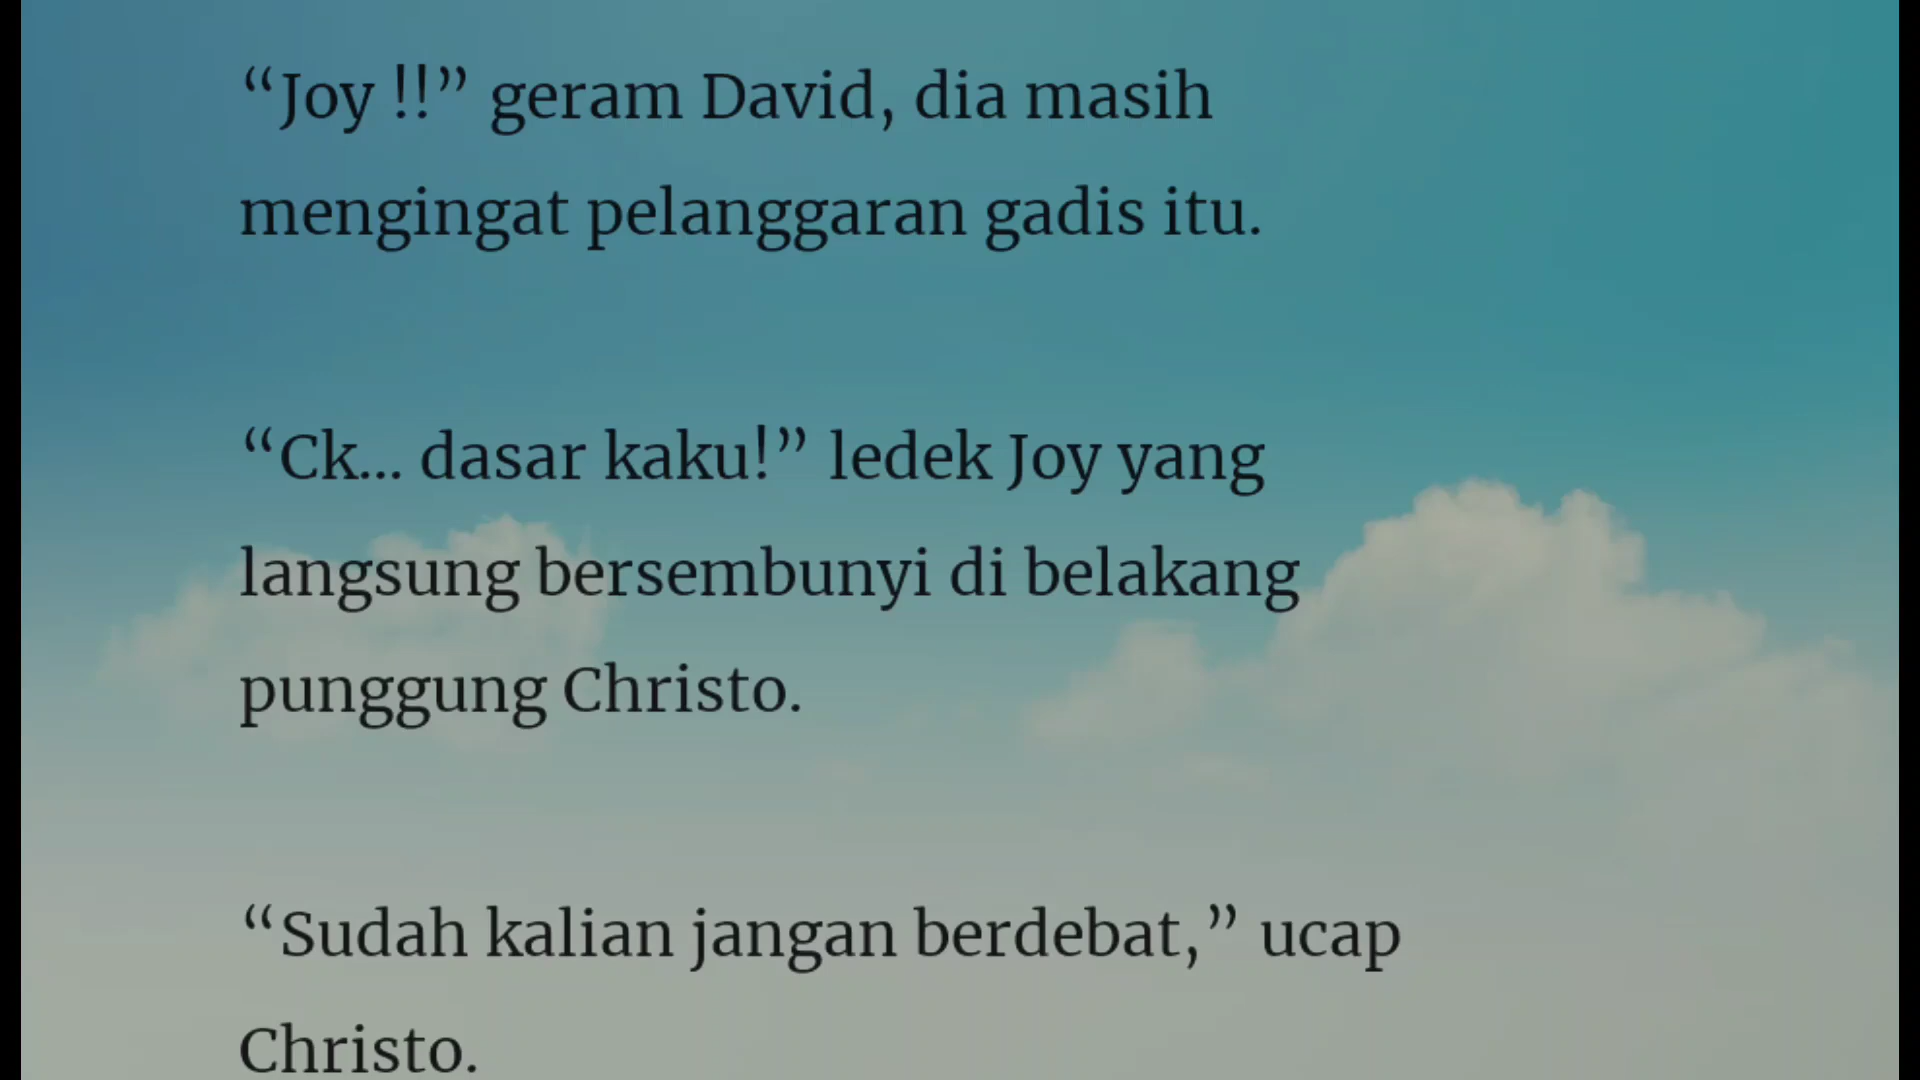 “Joy !!” geram David, dia masih
mengingat pelanggaran gadis itu.
“Ck... dasar kaku!” ledek Joy yang
langsung bersembunyi di belakang
punggung Christo.
“Sudah kalian jangan berdebat,” ucap
Christo.